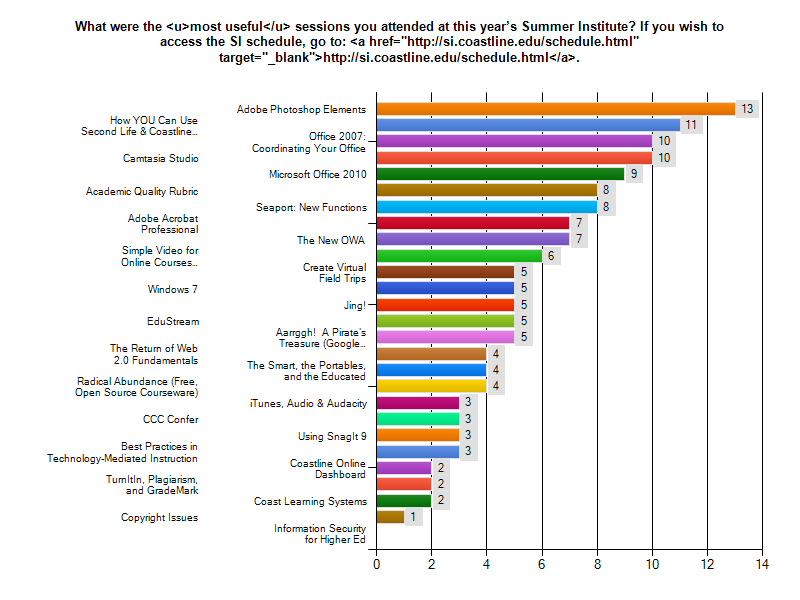 What were the <u>most useful</u> sessions you attended at this year's Summer Institute? If you wish to
access the SI schedule, go to: <a href="http://si.coastline.edu/schedule.html"
target="_blank">http://si.coastline.edu/schedule.html</a>.
Adobe Photoshop Elements
13
How YOU Can Use
Second Life & Coastline...
11
Office 2007:
Coordinating Your Office
10
Camtasia Studio
10
Microsoft Office 2010
9
Academic Quality Rubric
8
Seaport: New Functions
8
Adobe Acrobat
Professional
7
The New OWA
7
Simple Video for
Online Courses...
6
Create Virtual
Field Trips
5
Windows 7
5
Jing!
5
EduStream
5
Aarrggh!  A Pirate's
Treasure (Google...
5
The Return of Web
2.0 Fundamentals
4
The Smart, the Portables,
and the Educated
4
Radical Abundance (Free,
Open Source Courseware)
4
iTunes, Audio & Audacity
3
CCC Confer
3
Using SnagIt 9
3
Best Practices in
Technology-Mediated Instruction
3
Coastline Online
Dashboard
2
TurnItIn, Plagiarism,
and GradeMark
2
Coast Learning Systems
2
Copyright Issues
1
Information Security
for Higher Ed
0 2 4 6 8 10 12 14